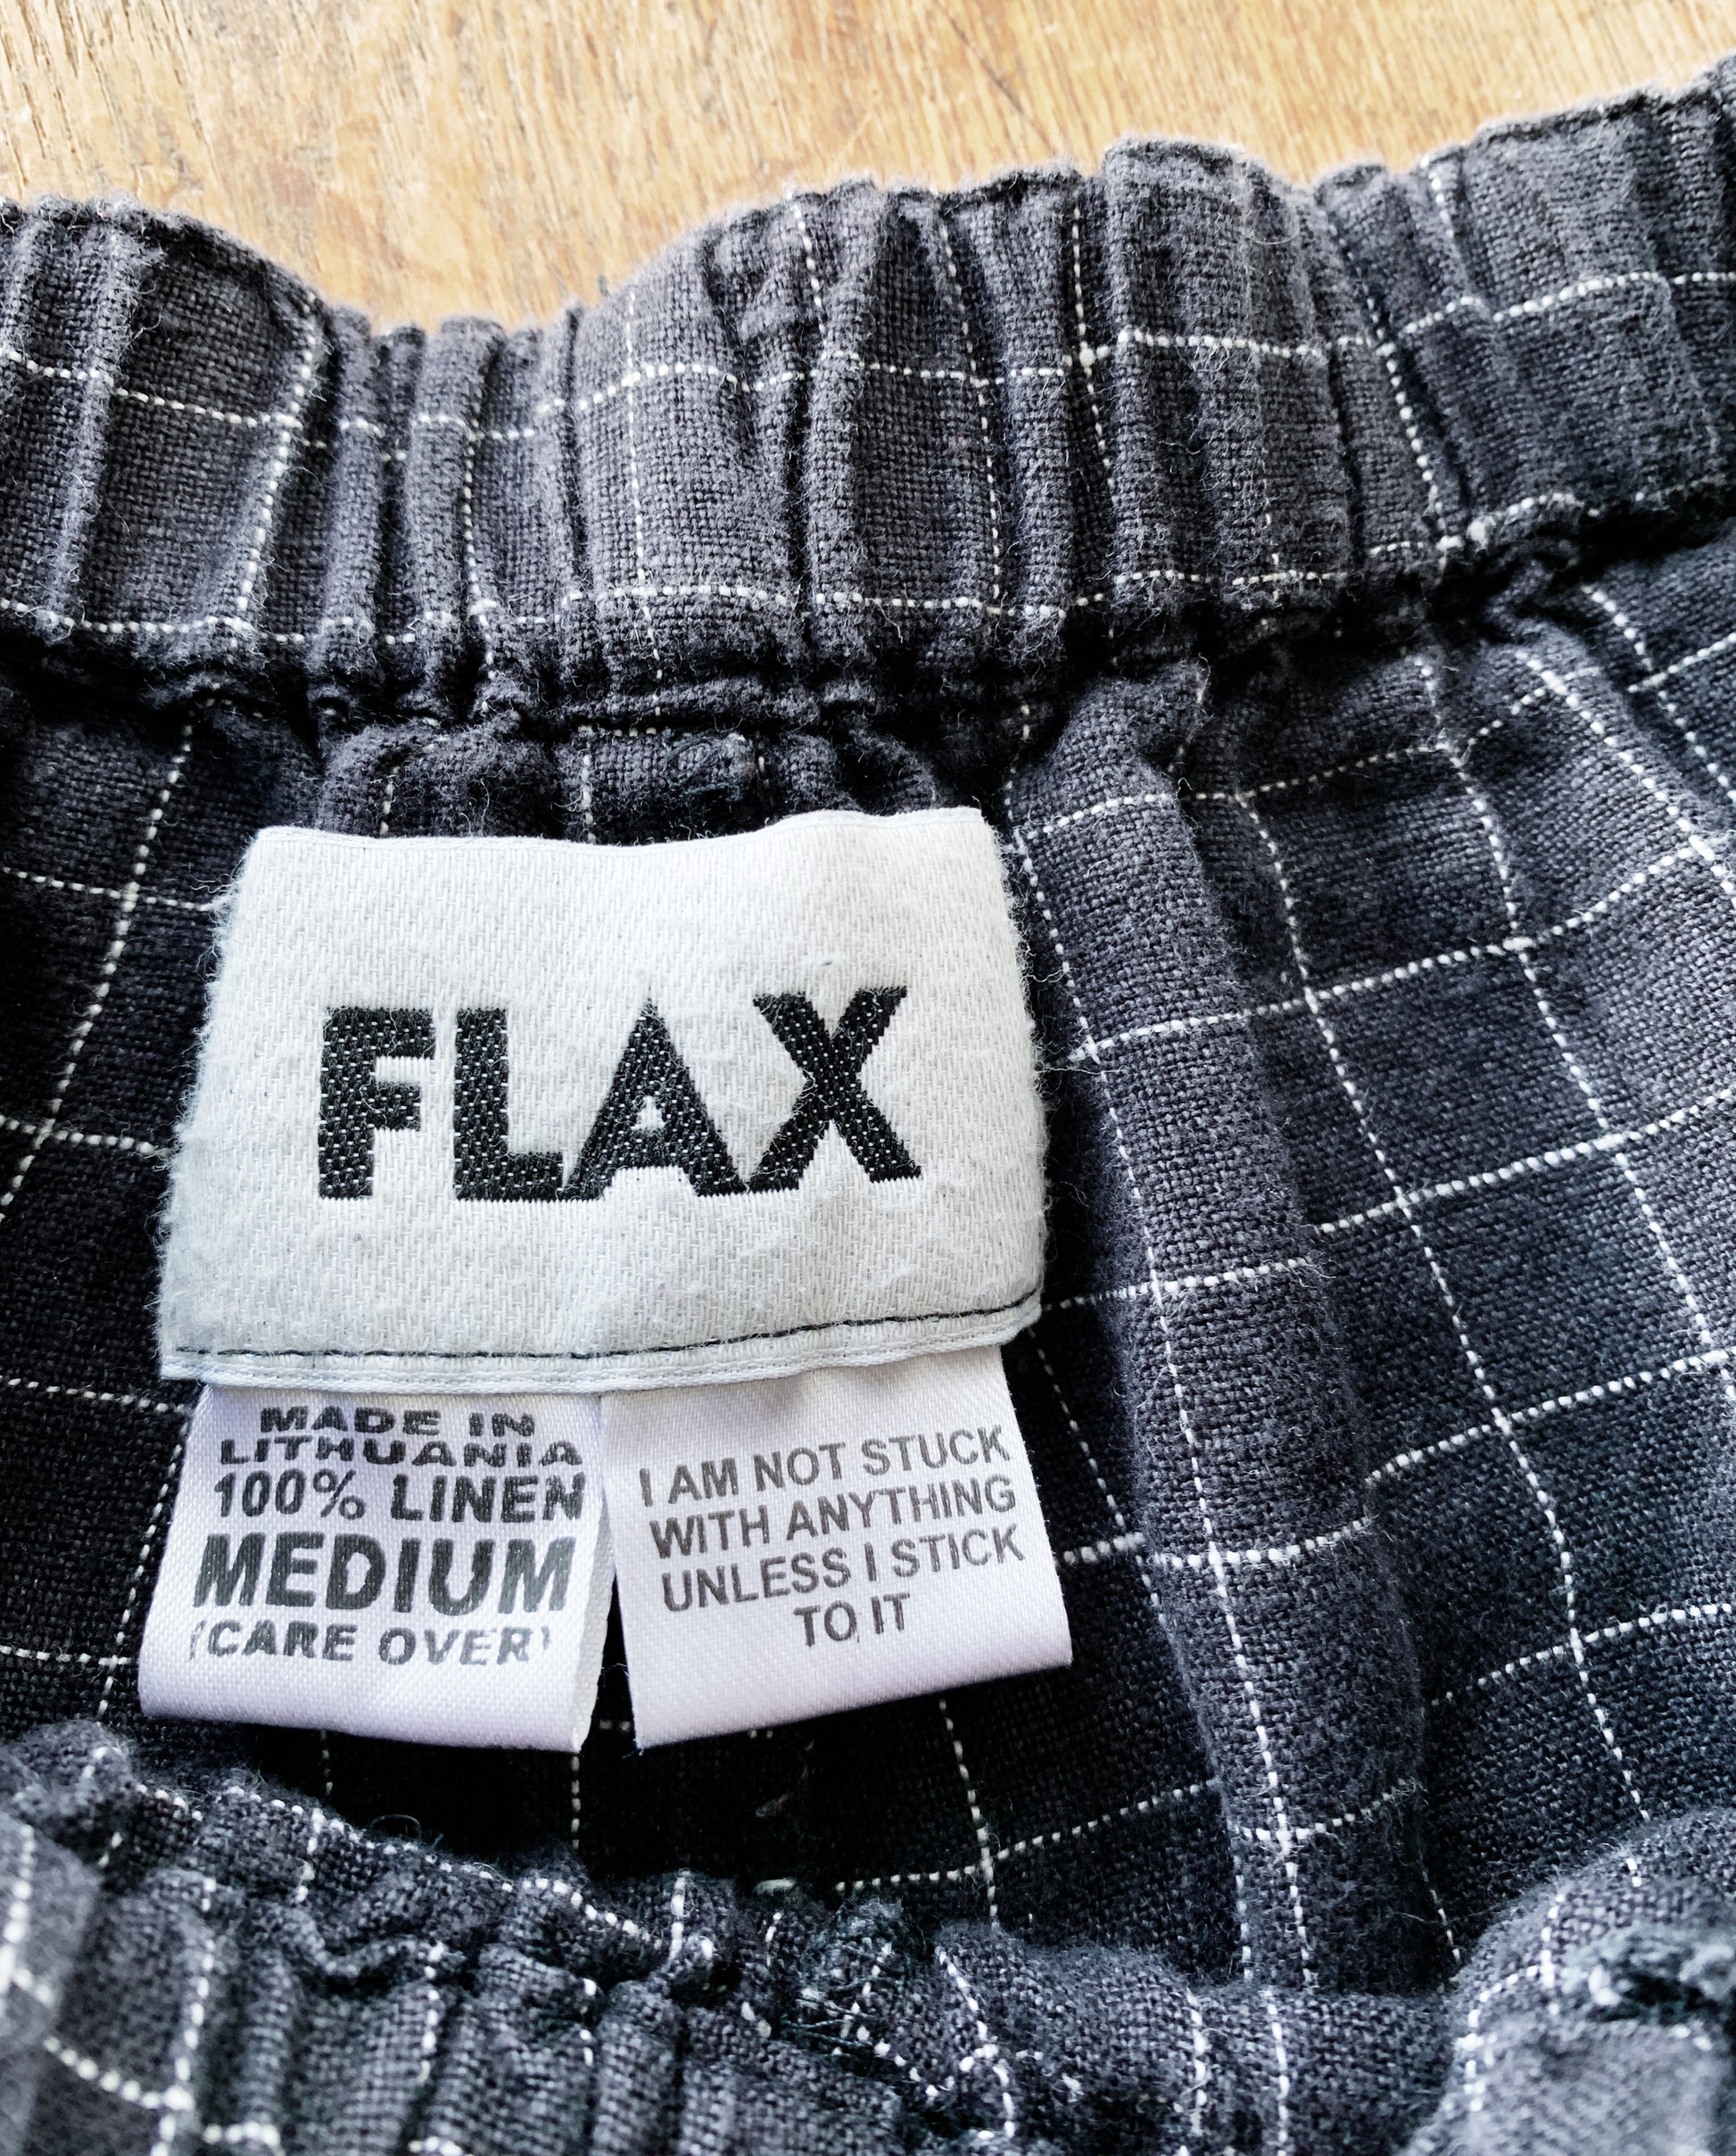 FLAX
MADE IN
LITHUANIA
100% LINEN
MEDIUM
(CARE OVER)
I AM NOT STUCK
WITH ANYTHING
UNLESS I STICK
TO IT